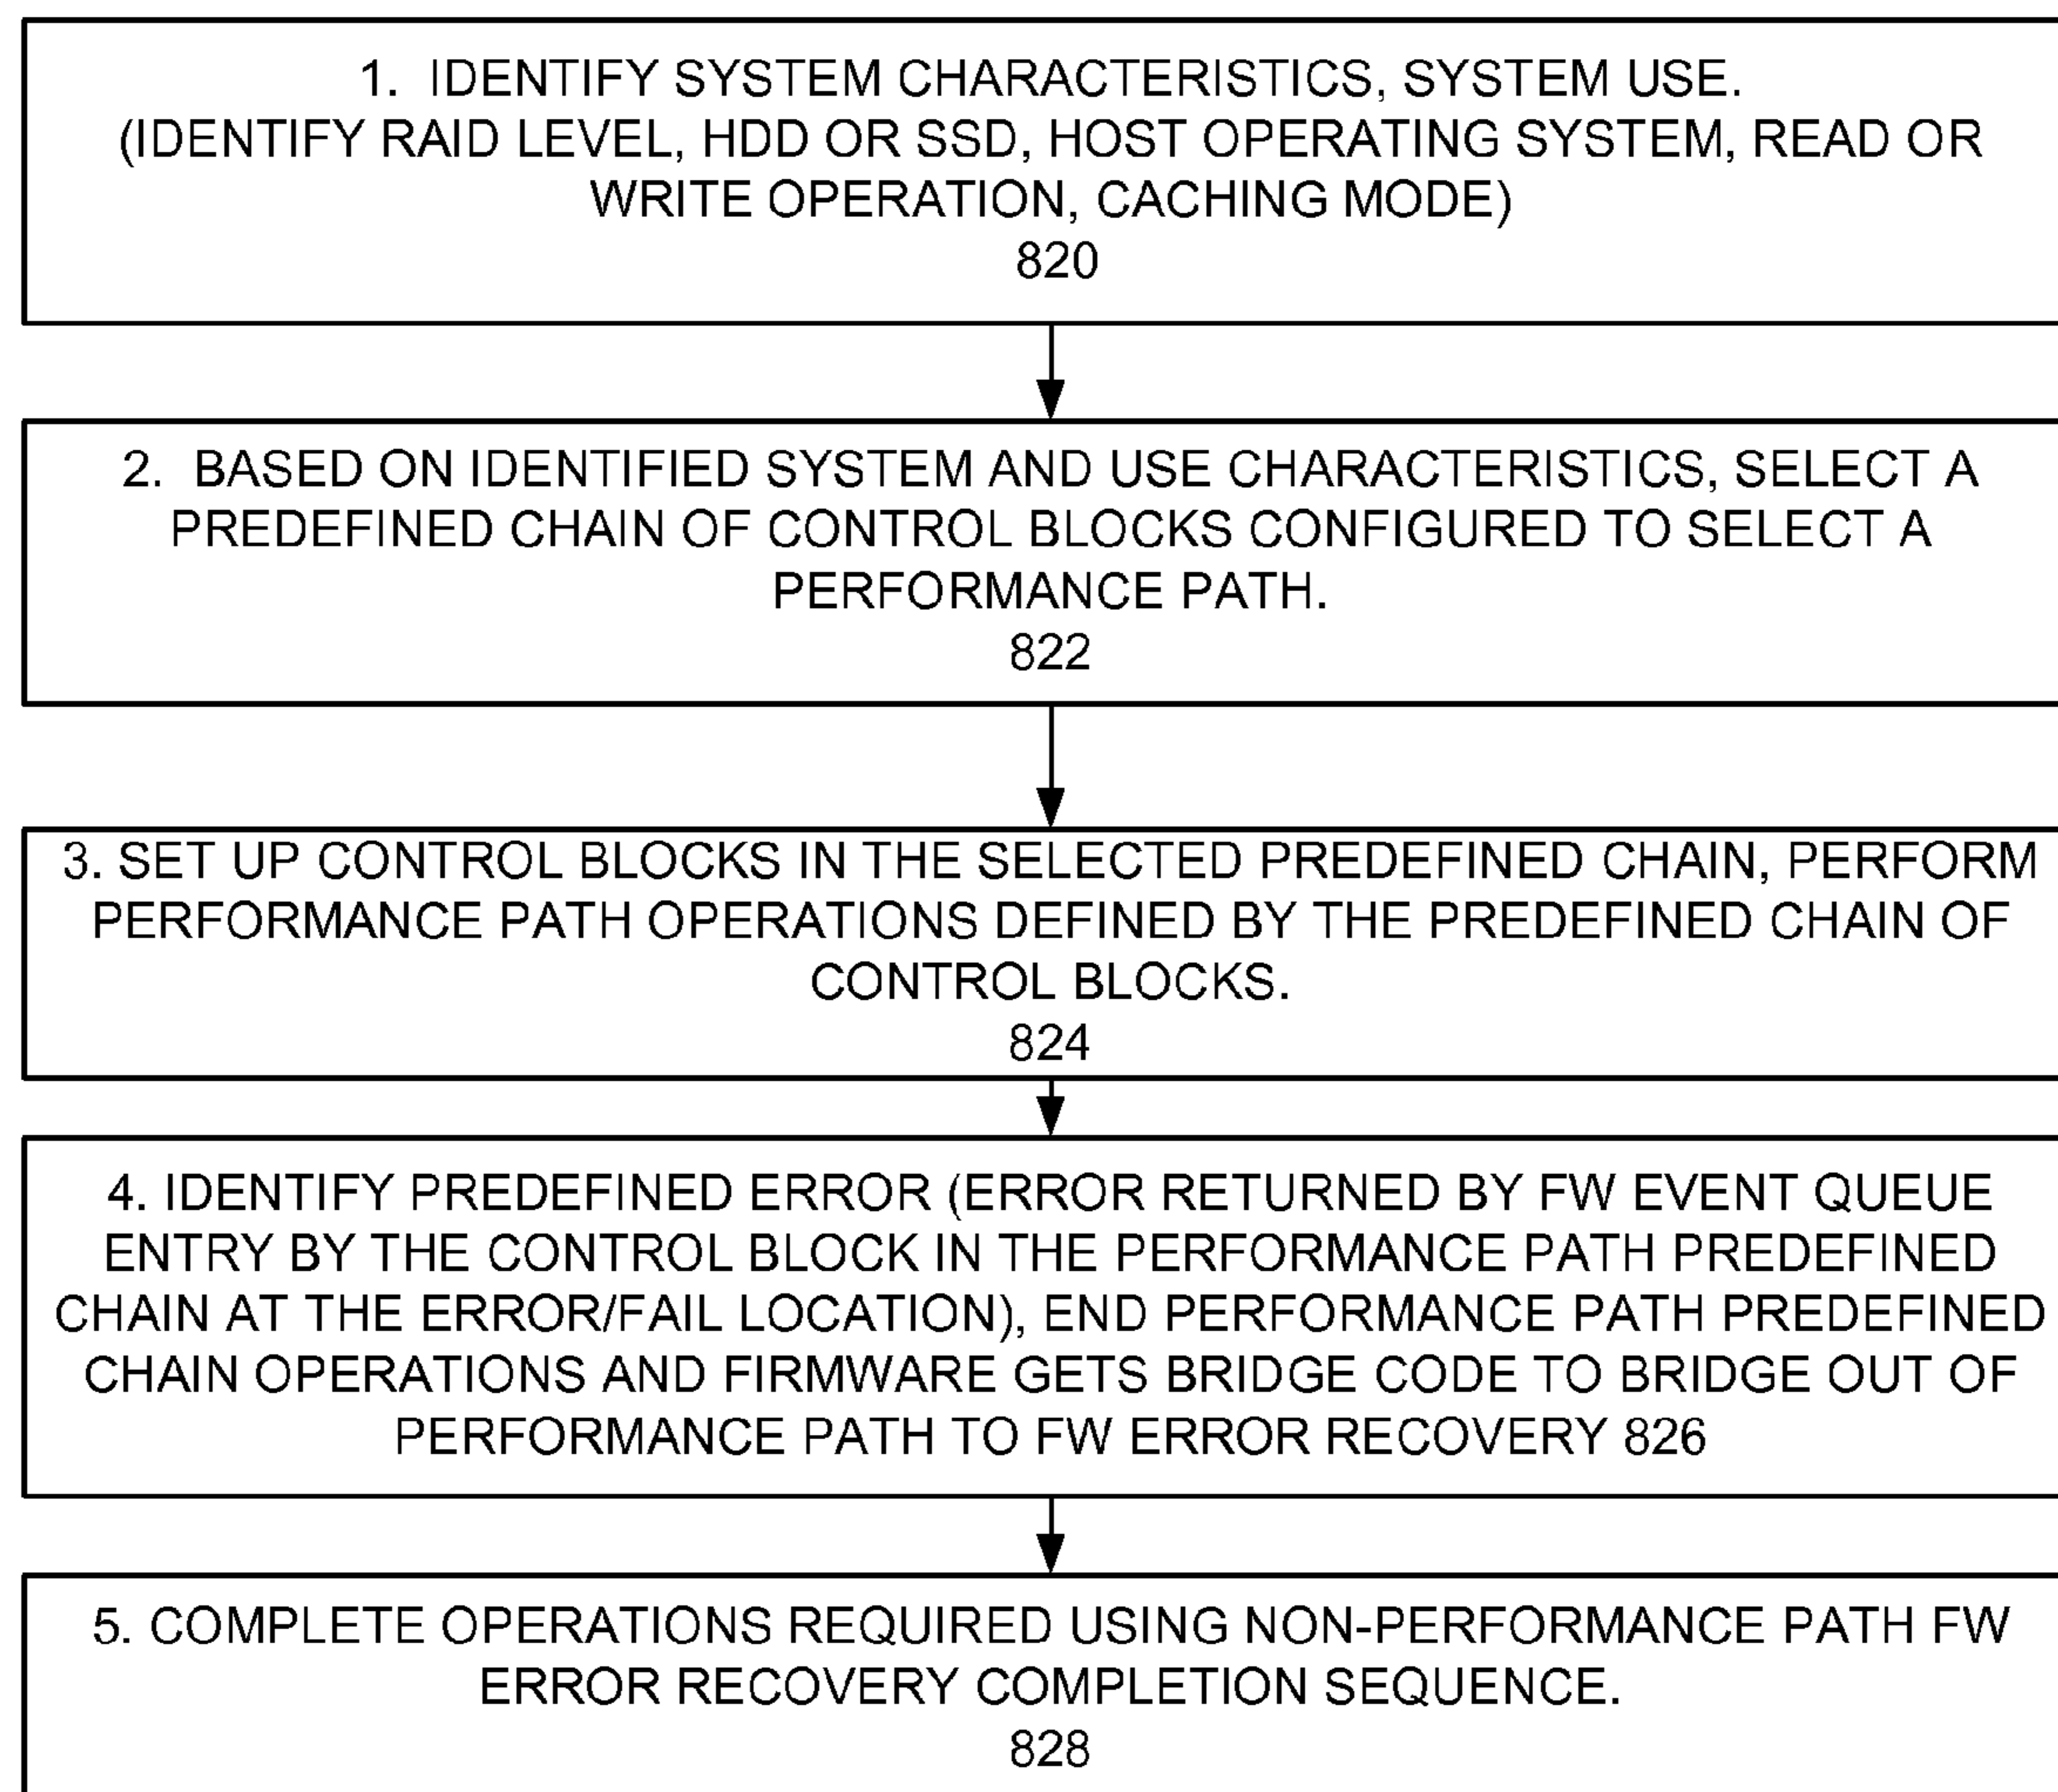 1. IDENTIFY SYSTEM CHARACTERISTICS, SYSTEM USE.
(IDENTIFY RAID LEVEL, HDD OR SSD, HOST OPERATING SYSTEM, READ OR
WRITE OPERATION, CACHING MODE)
820
2. BASED ON IDENTIFIED SYSTEM AND USE CHARACTERISTICS, SELECT A
PREDEFINED CHAIN OF CONTROL BLOCKS CONFIGURED TO SELECT A
PERFORMANCE PATH.
822
3. SET UP CONTROL BLOCKS IN THE SELECTED PREDEFINED CHAIN, PERFORM
PERFORMANCE PATH OPERATIONS DEFINED BY THE PREDEFINED CHAIN OF
CONTROL BLOCKS.
824
4. IDENTIFY PREDEFINED ERROR (ERROR RETURNED BY FW EVENT QUEUE
ENTRY BY THE CONTROL BLOCK IN THE PERFORMANCE PATH PREDEFINED
CHAIN AT THE ERROR/FAIL LOCATION), END PERFORMANCE PATH PREDEFINED
CHAIN OPERATIONS AND FIRMWARE GETS BRIDGE CODE TO BRIDGE OUT OF
PERFORMANCE PATH TO FW ERROR RECOVERY 826
5. COMPLETE OPERATIONS REQUIRED USING NON-PERFORMANCE PATH FW
ERROR RECOVERY COMPLETION SEQUENCE.
828